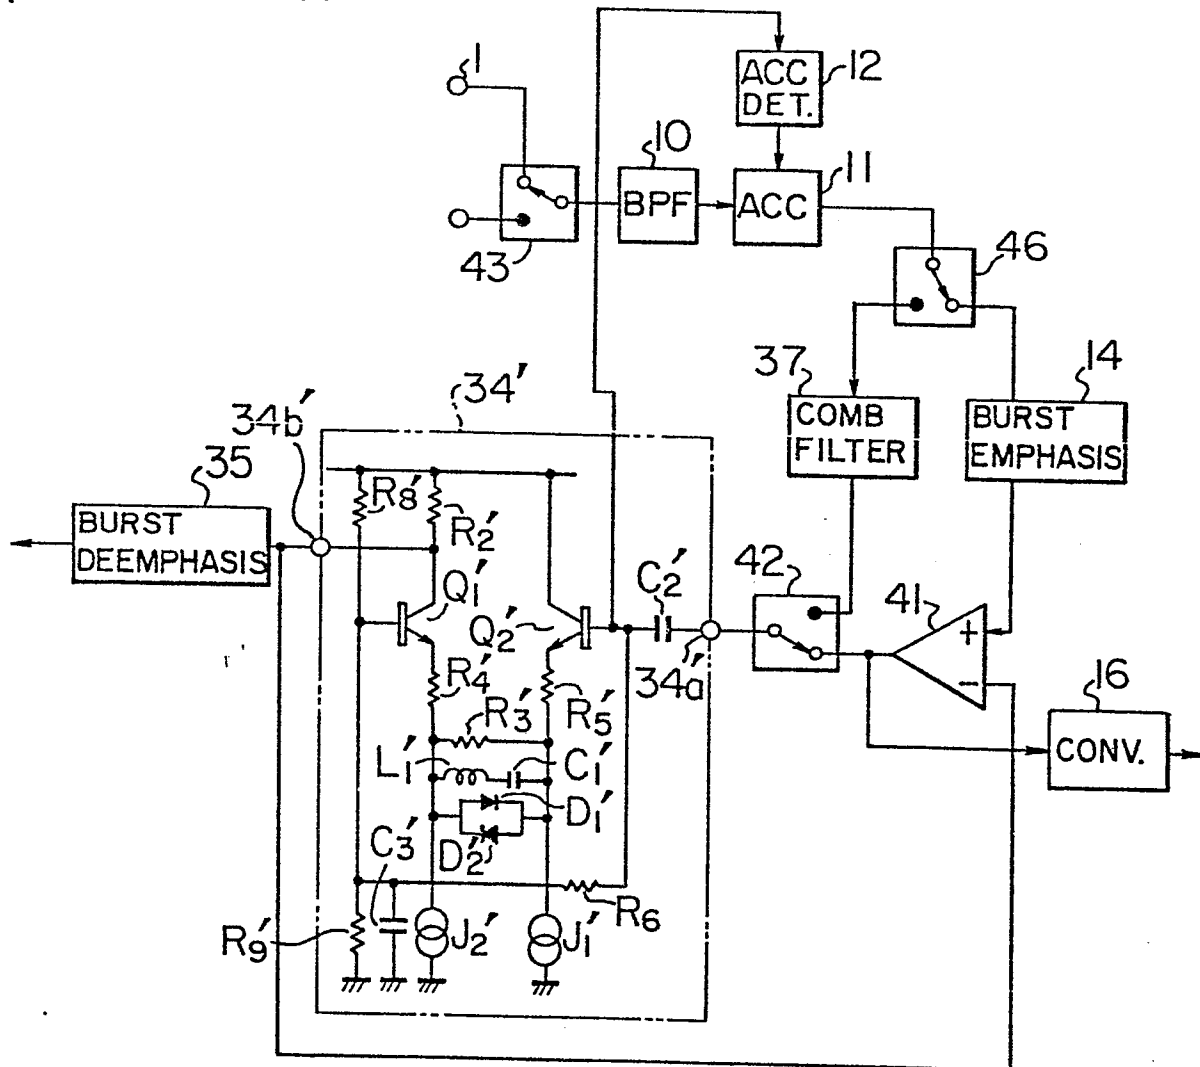 1
ACC
DET.
12
10
BPF
ACC
11
43
46
37
COMB
FILTER
14
BURST
EMPHASIS
34'
34b'
35
BURST
DEEMPHASIS
R8'
R2'
Q1'
Q2'
C2'
34a'
42
41
+
−
16
CONV.
R4'
R3'
R5'
L1'
C1'
D1'
D2'
C3'
R6
R9'
J2'
J1'